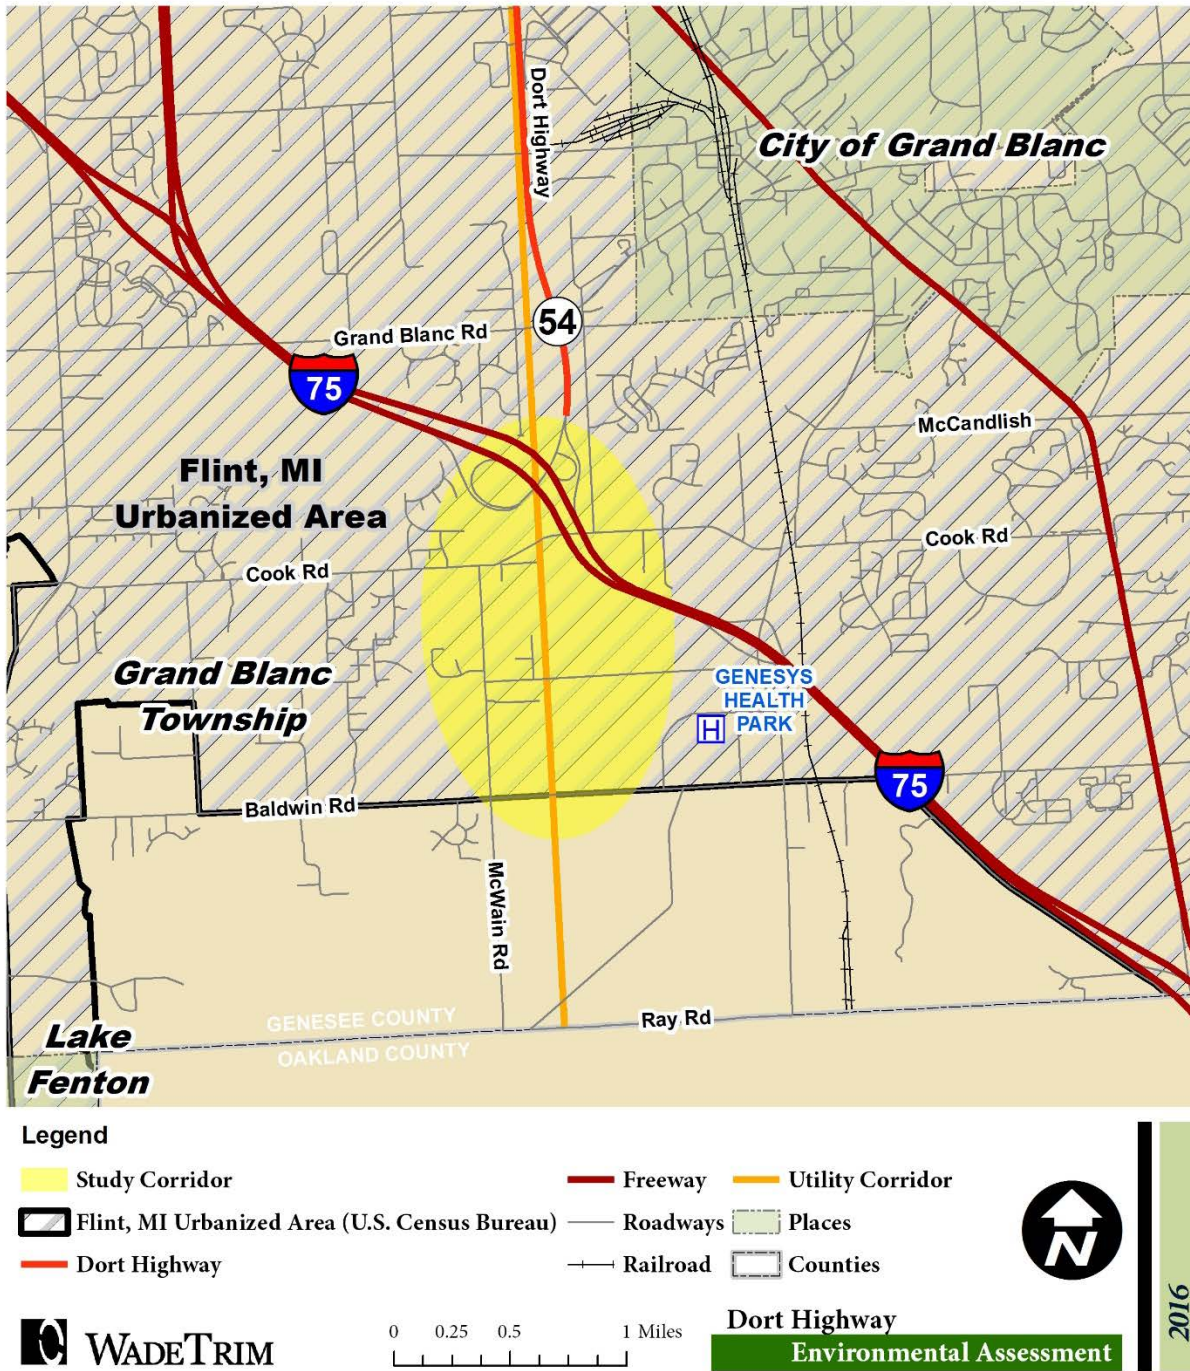 Dort Highway
City of Grand Blanc
54
Grand Blanc Rd
75
McCandlish
Flint, MI
Urbanized Area
Cook Rd
Cook Rd
Grand Blanc
Township
GENESYS
HEALTH
PARK
H
75
Baldwin Rd
McWain Rd
GENESEE COUNTY
Ray Rd
OAKLAND COUNTY
Lake
Fenton
Legend
Study Corridor
Freeway
Utility Corridor
Flint, MI Urbanized Area (U.S. Census Bureau)
Roadways
Places
Dort Highway
Railroad
Counties
N
2016
WADETRIM
0 0.25 0.5 1 Miles
Dort Highway
Environmental Assessment